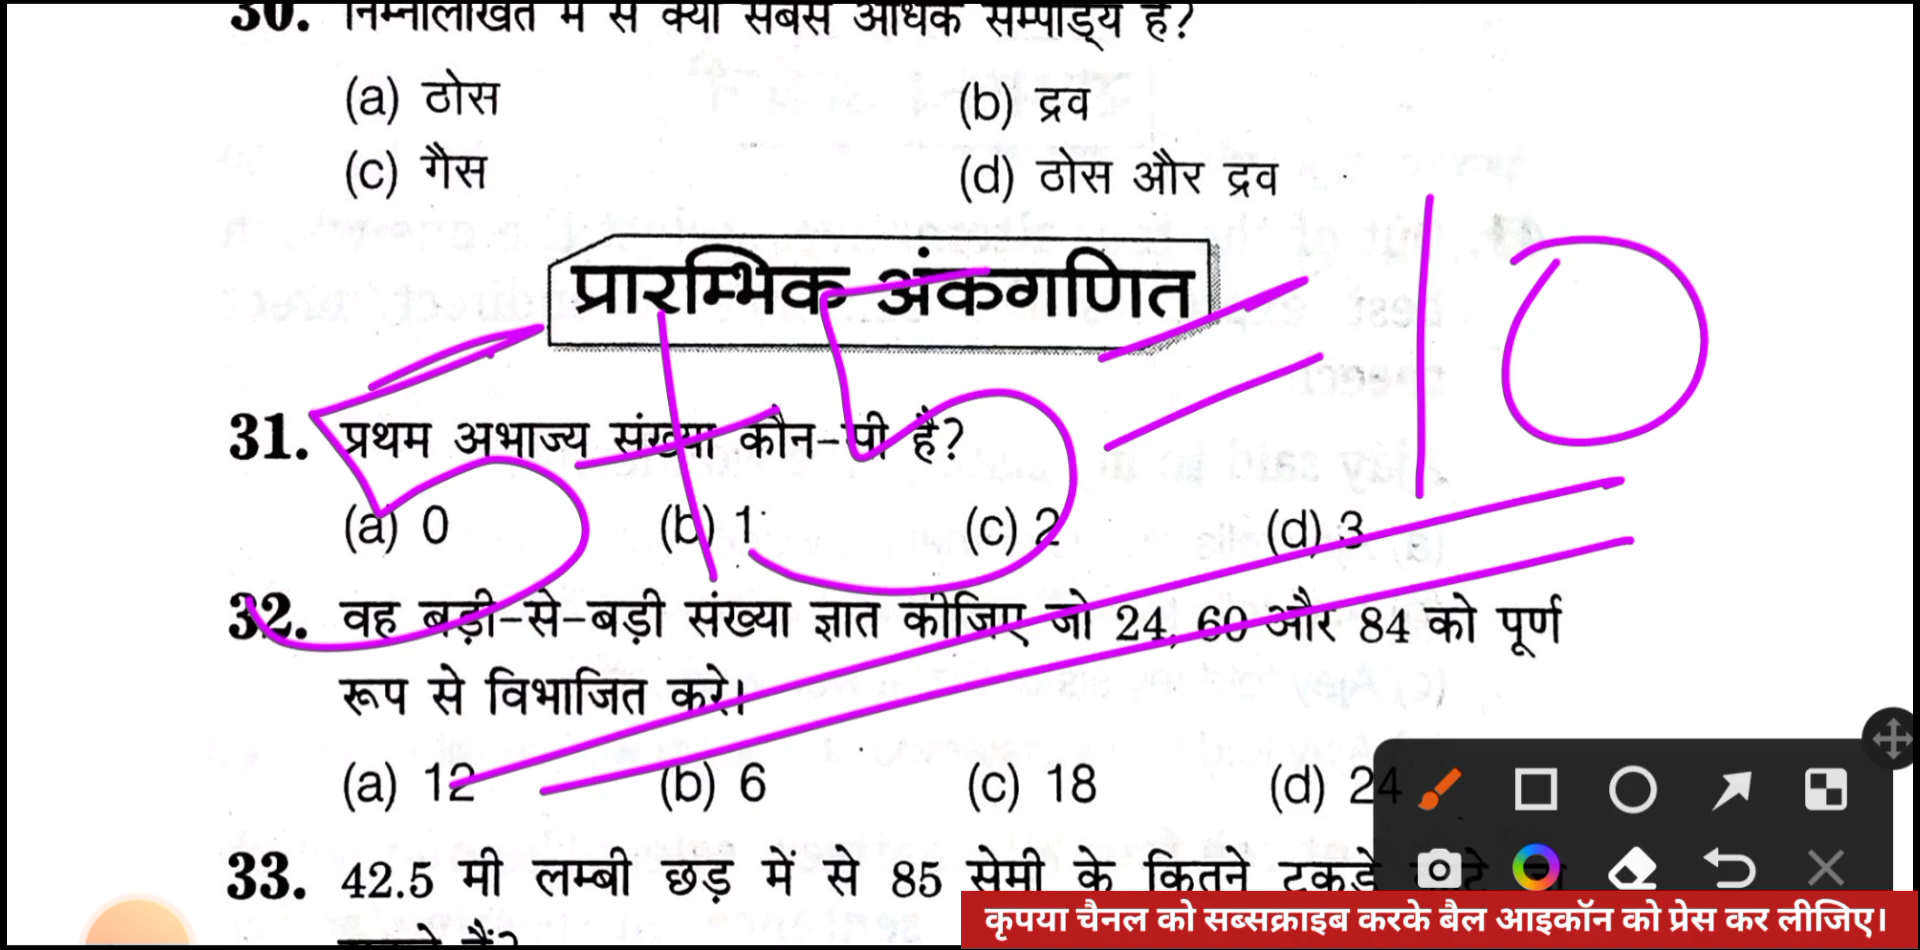 30. निम्नलिखित में से क्या सबसे अधिक सम्पीड्य है?
(a) ठोस (b) द्रव
(c) गैस (d) ठोस और द्रव
प्रारम्भिक अंकगणित
5+5=10
31. प्रथम अभाज्य संख्या कौन-सी है?
(a) 0 (b) 1 (c) 2 (d) 3
32. वह बड़ी-से-बड़ी संख्या ज्ञात कीजिए जो 24, 60 और 84 को पूर्ण
रूप से विभाजित करे।
(a) 12 (b) 6 (c) 18 (d) 24
33. 42.5 मी लम्बी छड़ में से 85 सेमी के कितने टुकड़े
कृपया चैनल को सब्सक्राइब करके बैल आइकॉन को प्रेस कर लीजिए।